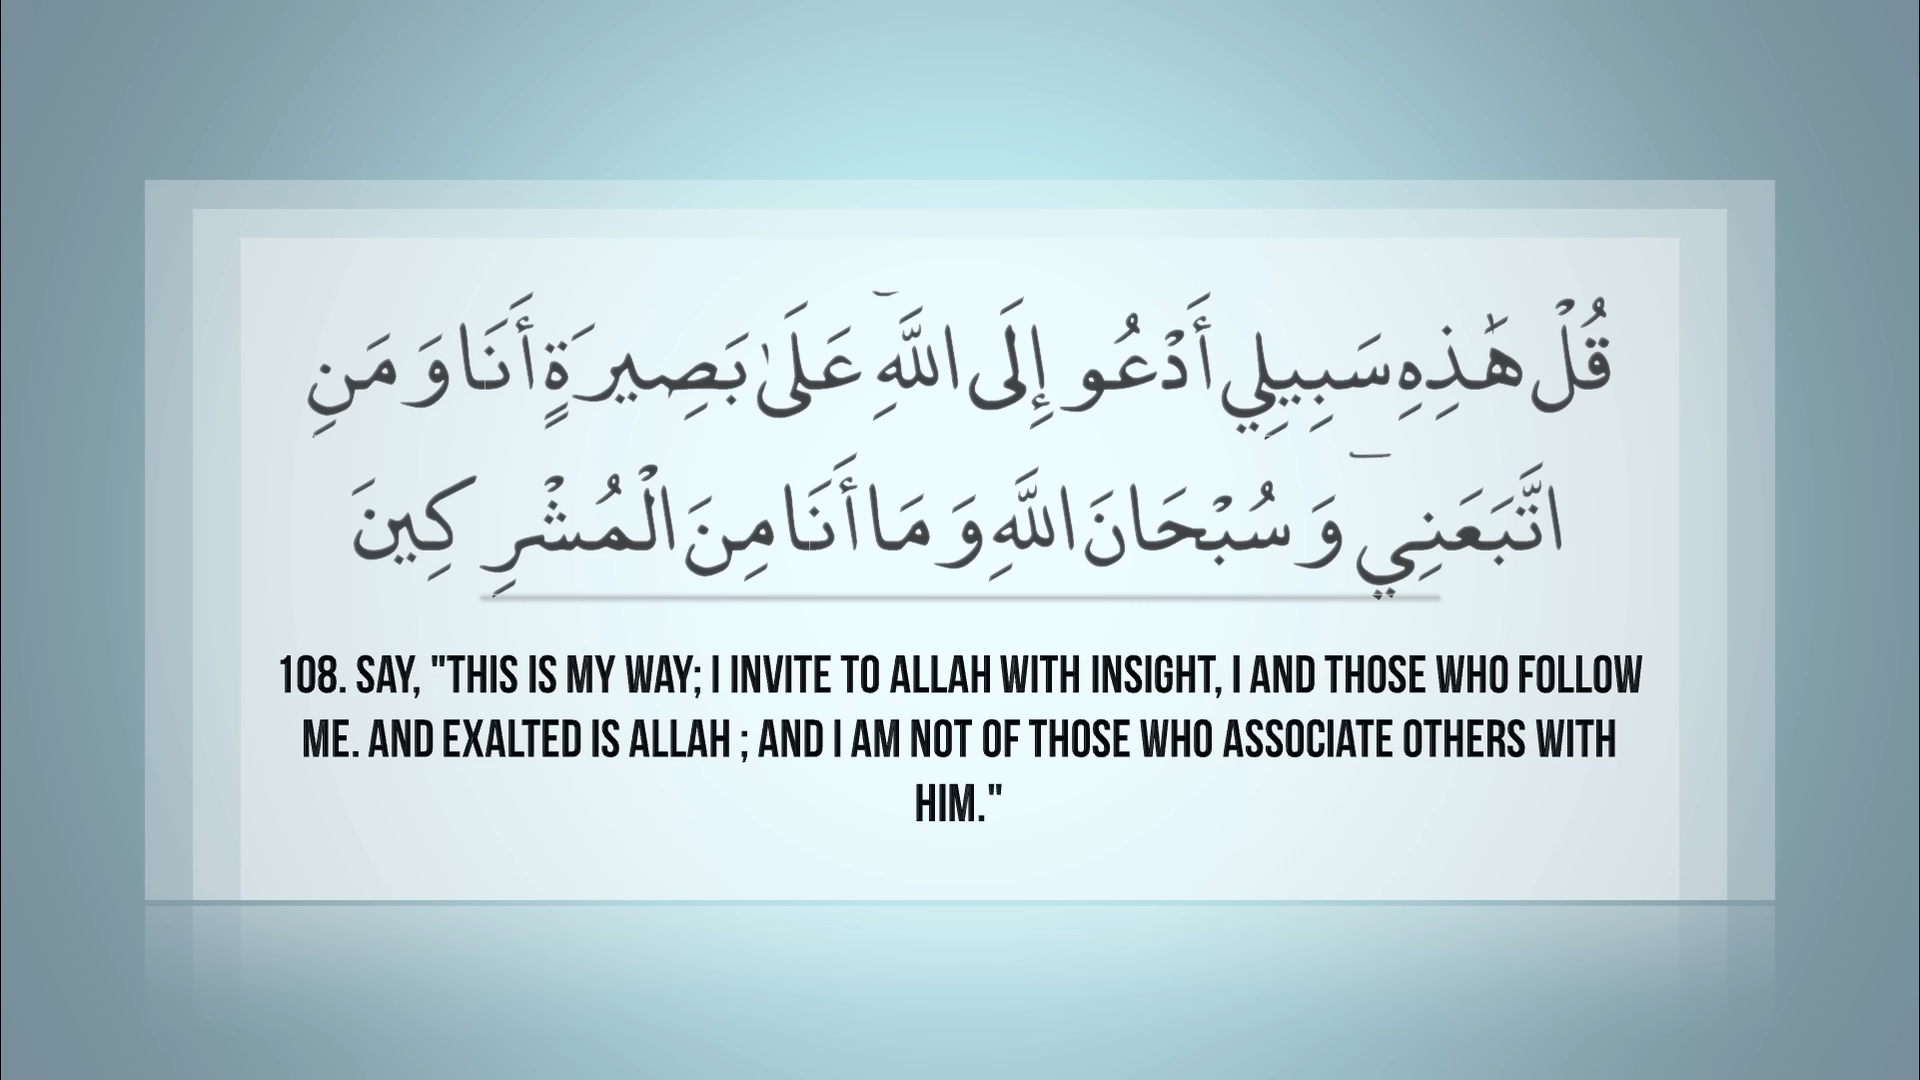 قُلْ هَٰذِهِ سَبِيلِي أَدْعُو إِلَى اللَّهِ ۚ عَلَىٰ بَصِيرَةٍ أَنَا وَمَنِ
اتَّبَعَنِي ۖ وَسُبْحَانَ اللَّهِ وَمَا أَنَا مِنَ الْمُشْرِكِينَ
108. SAY, "THIS IS MY WAY; I INVITE TO ALLAH WITH INSIGHT, I AND THOSE WHO FOLLOW
ME. AND EXALTED IS ALLAH ; AND I AM NOT OF THOSE WHO ASSOCIATE OTHERS WITH
HIM."